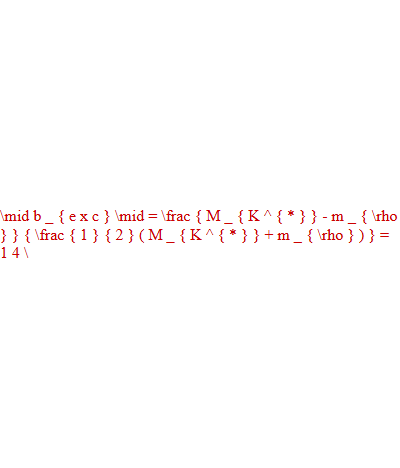 \mid b _ { e x c } \mid = \frac { M _ { K ^ { * } } - m _ { \rho
} } { \frac { 1 } { 2 } ( M _ { K ^ { * } } + m _ { \rho } ) } =
1 4 \